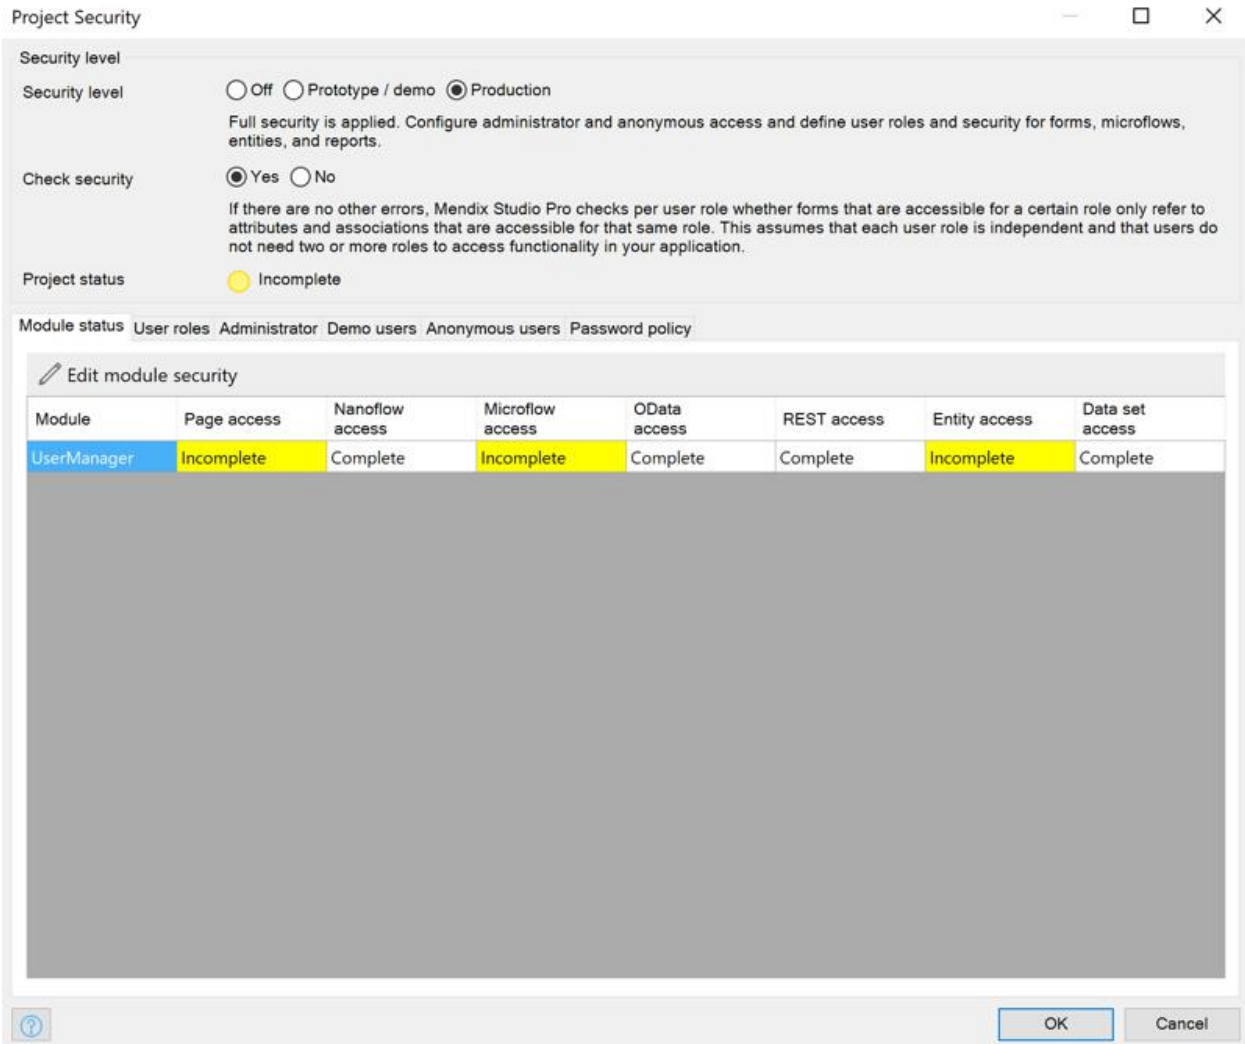 Project Security
Security level
Security level Off Prototype / demo Production
Full security is applied. Configure administrator and anonymous access and define user roles and security for forms, microflows,
entities, and reports.
Check security Yes No
If there are no other errors, Mendix Studio Pro checks per user role whether forms that are accessible for a certain role only refer to
attributes and associations that are accessible for that same role. This assumes that each user role is independent and that users do
not need two or more roles to access functionality in your application.
Project status Incomplete
Module status User roles Administrator Demo users Anonymous users Password policy
Edit module security
Module Page access Nanoflow access Microflow access OData access REST access Entity access Data set access
UserManager Incomplete Complete Incomplete Complete Complete Incomplete Complete
OK Cancel